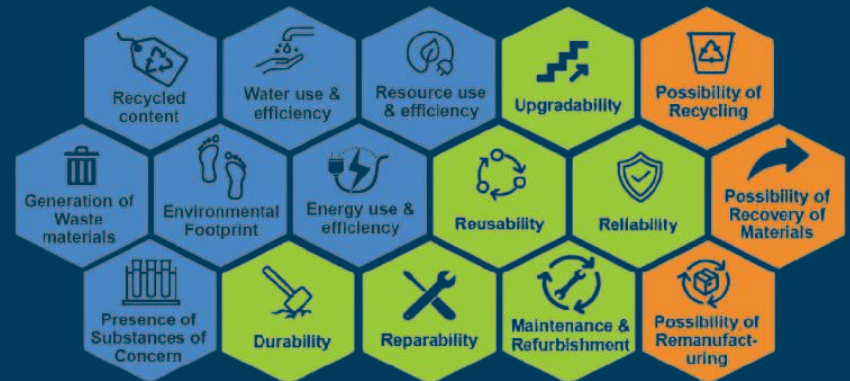 Recycled
content
Water use &
efficiency
Resource use
& efficiency
Upgradability
Possibility of
Recycling
Generation of
Waste
materials
Environmental
Footprint
Energy use &
efficiency
Reusability
Reliability
Possibility of
Recovery of
Materials
Presence of
Substances of
Concern
Durability
Reparability
Maintenance &
Refurbishment
Possibility of
Remanufact-
uring